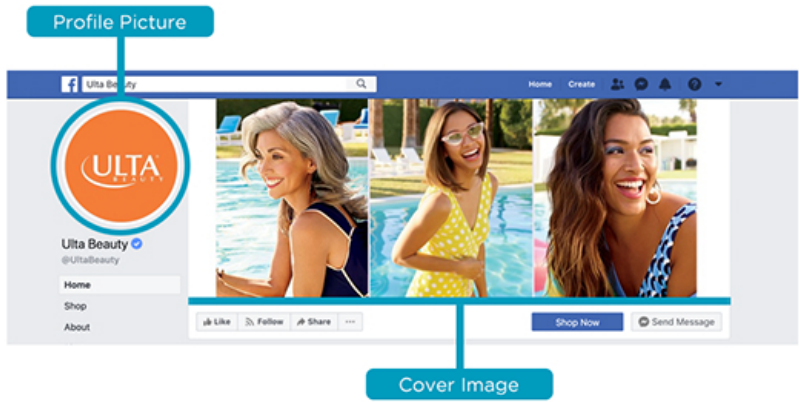 Profile Picture
Ulta Beauty
Home
Create
ULTA
BEAUTY
Ulta Beauty
@UltaBeauty
Home
Shop
About
Like
Follow
Share
Shop Now
Send Message
Cover Image